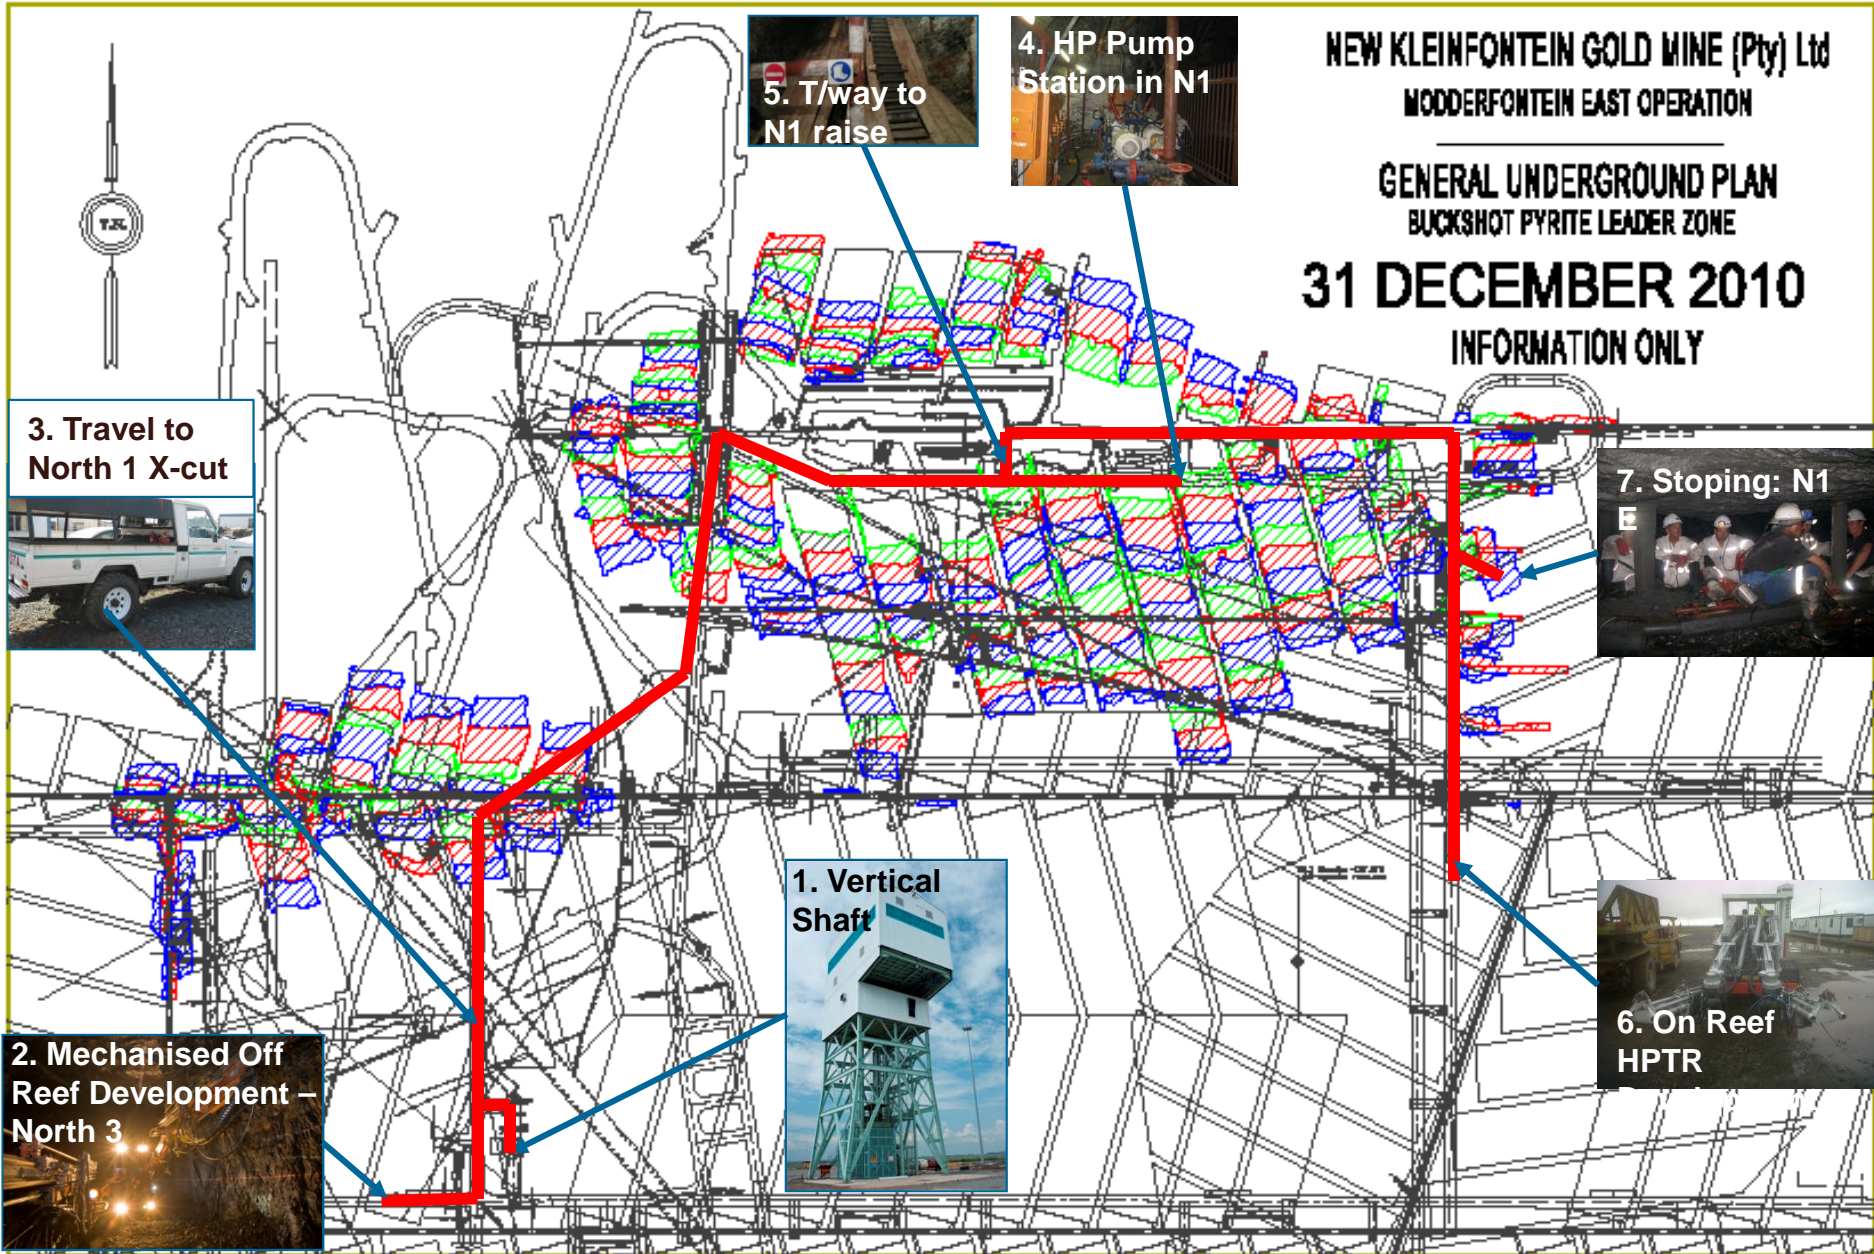 NEW KLEINFONTEIN GOLD MINE (Pty) Ltd
MODDERFONTEIN EAST OPERATION
GENERAL UNDERGROUND PLAN
BUCKSHOT PYRITE LEADER ZONE
31 DECEMBER 2010
INFORMATION ONLY
T.N.
5. T/way to
N1 raise
4. HP Pump
Station in N1
3. Travel to
North 1 X-cut
7. Stoping: N1
E
1. Vertical
Shaft
6. On Reef
HPTR
2. Mechanised Off
Reef Development –
North 3